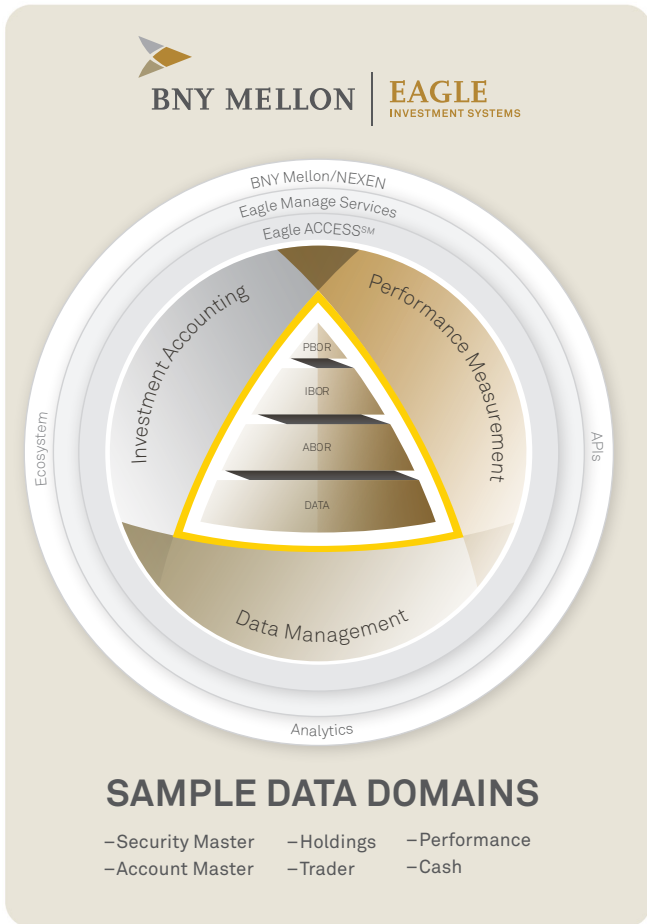 BNY MELLON
EAGLE
INVESTMENT SYSTEMS
BNY Mellon/NEXEN
Eagle Manage Services
Eagle ACCESS℠
Investment Accounting
Performance Measurement
PBOR
IBOR
ABOR
DATA
Ecosystem
APIs
Data Management
Analytics
SAMPLE DATA DOMAINS
–Security Master –Holdings –Performance
–Account Master –Trader –Cash